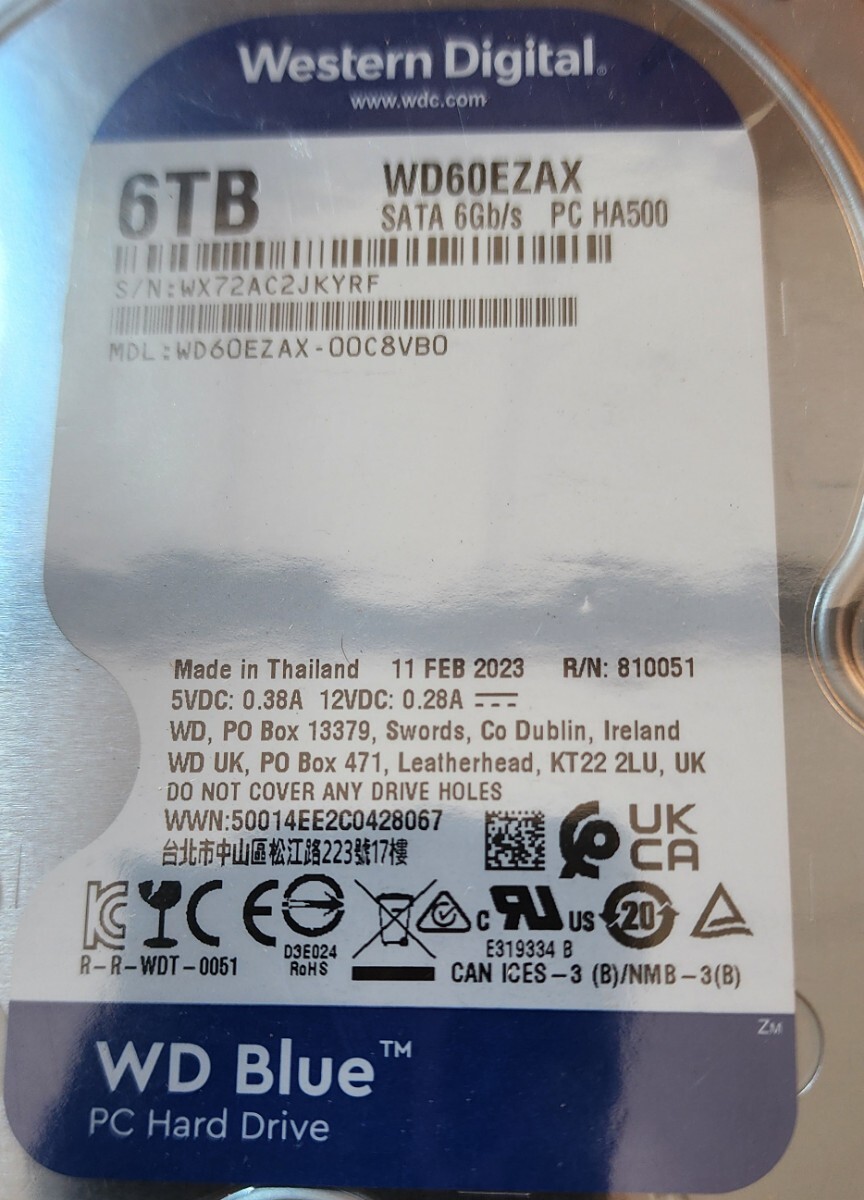 Western Digital®
www.wdc.com
6TB
WD60EZAX
SATA 6Gb/s PC HA500
S/N:WX72AC2JKYRF
MDL:WD60EZAX-00C8VB0
Made in Thailand 11 FEB 2023 R/N: 810051
5VDC: 0.38A 12VDC: 0.28A
WD, PO Box 13379, Swords, Co Dublin, Ireland
WD UK, PO Box 471, Leatherhead, KT22 2LU, UK
DO NOT COVER ANY DRIVE HOLES
WWN:50014EE2C0428067
台北市中山區松江路223號17樓
UK
CA
KC CE c RU US 20
D3E024
RoHS
E319334 B
R-R-WDT-0051
CAN ICES-3 (B)/NMB-3(B)
ZM
WD Blue™
PC Hard Drive